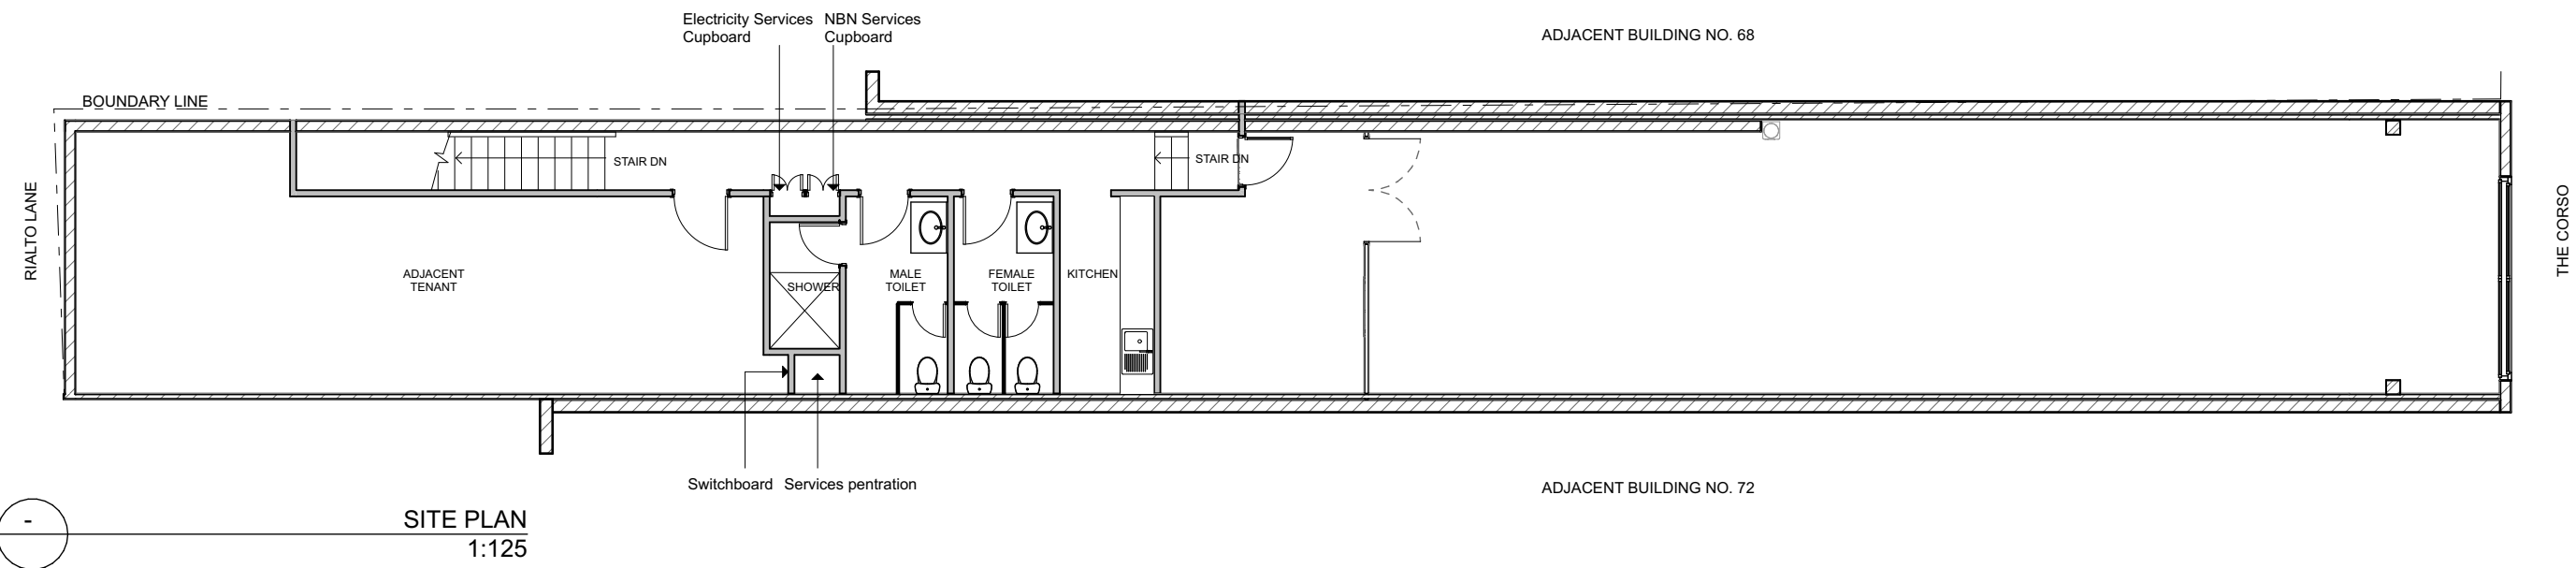 Electricity Services
Cupboard
NBN Services
Cupboard
ADJACENT BUILDING NO. 68
BOUNDARY LINE
STAIR DN
STAIR DN
RIALTO LANE
THE CORSO
ADJACENT
TENANT
SHOWER
MALE
TOILET
FEMALE
TOILET
KITCHEN
Switchboard
Services pentration
ADJACENT BUILDING NO. 72
-
SITE PLAN
1:125